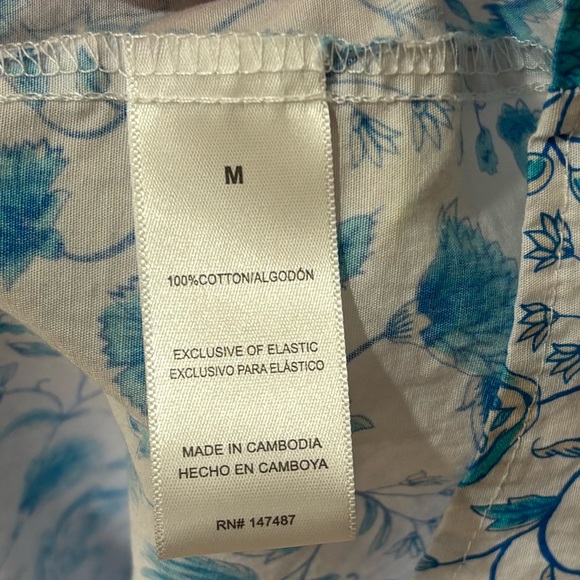 M
100%COTTON/ALGODÓN
EXCLUSIVE OF ELASTIC
EXCLUSIVO PARA ELÁSTICO
MADE IN CAMBODIA
HECHO EN CAMBOYA
RN# 147487